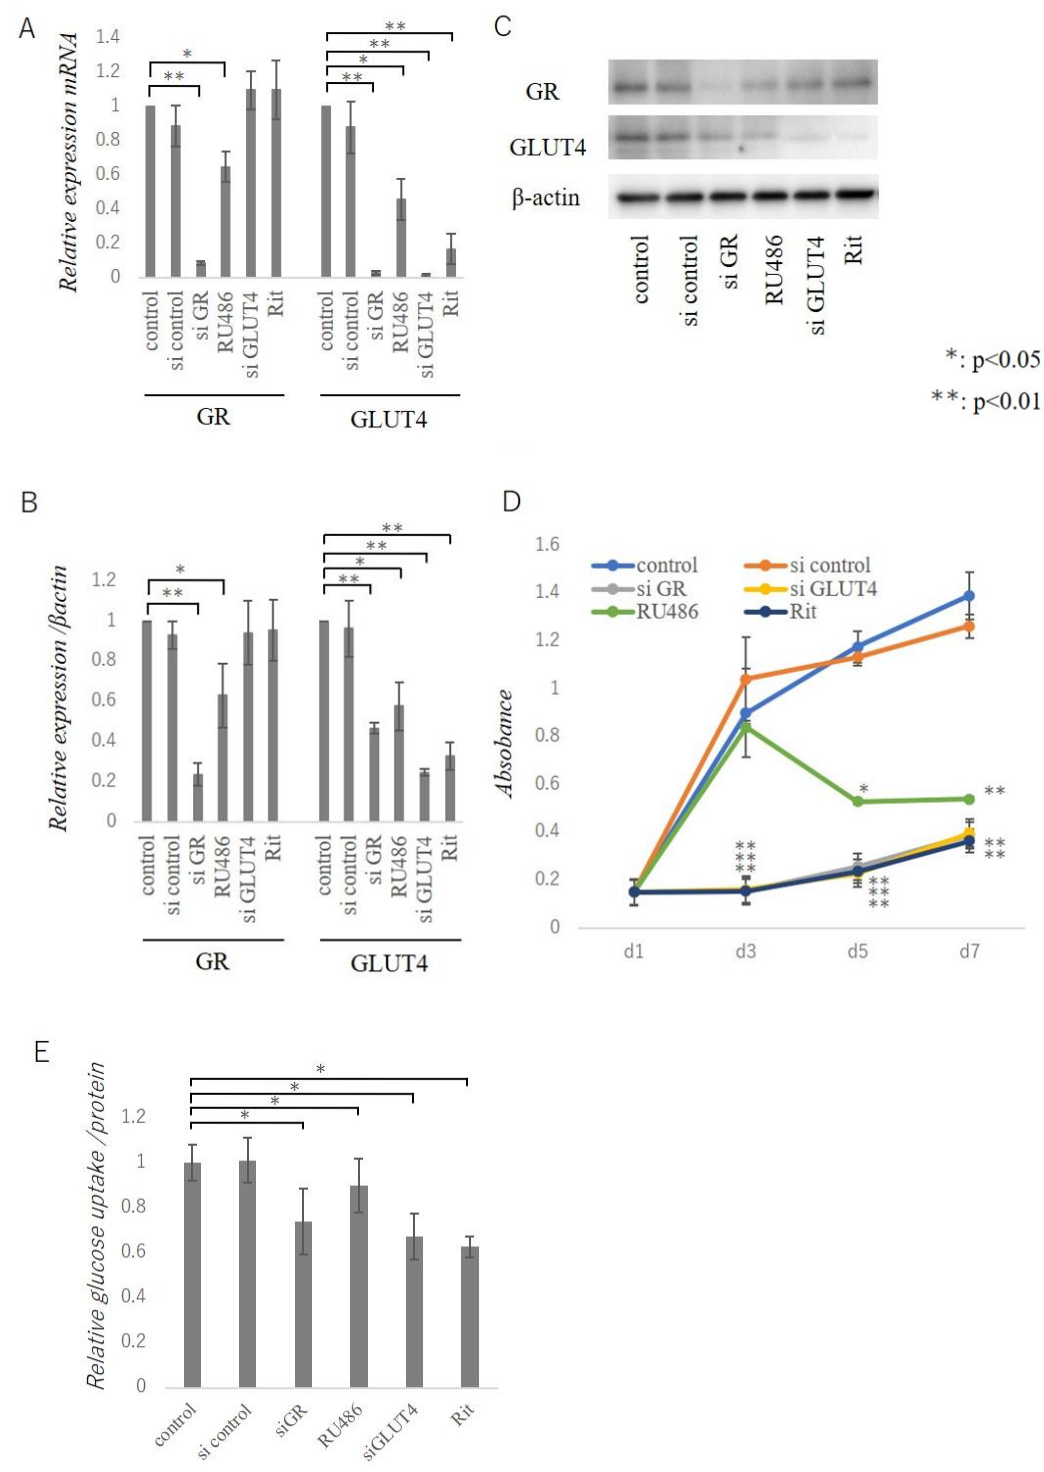 A
Relative expression mRNA
1.4
1.2
1
0.8
0.6
0.4
0.2
0
**
*
**
*
**
**
control
si control
si GR
RU486
si GLUT4
Rit
control
si control
si GR
RU486
si GLUT4
Rit
GR
GLUT4
C
GR
GLUT4
β-actin
control
si control
si GR
RU486
si GLUT4
Rit
*: p<0.05
**: p<0.01
B
Relative expression /βactin
1.2
1
0.8
0.6
0.4
0.2
0
**
*
**
*
**
**
control
si control
si GR
RU486
si GLUT4
Rit
control
si control
si GR
RU486
si GLUT4
Rit
GR
GLUT4
D
Absobance
1.6
1.4
1.2
1
0.8
0.6
0.4
0.2
0
control
si control
si GR
si GLUT4
RU486
Rit
*
**
**
**
**
**
**
**
**
**
d1
d3
d5
d7
E
Relative glucose uptake /protein
1.2
1
0.8
0.6
0.4
0.2
0
*
*
*
*
control
si control
siGR
RU486
siGLUT4
Rit